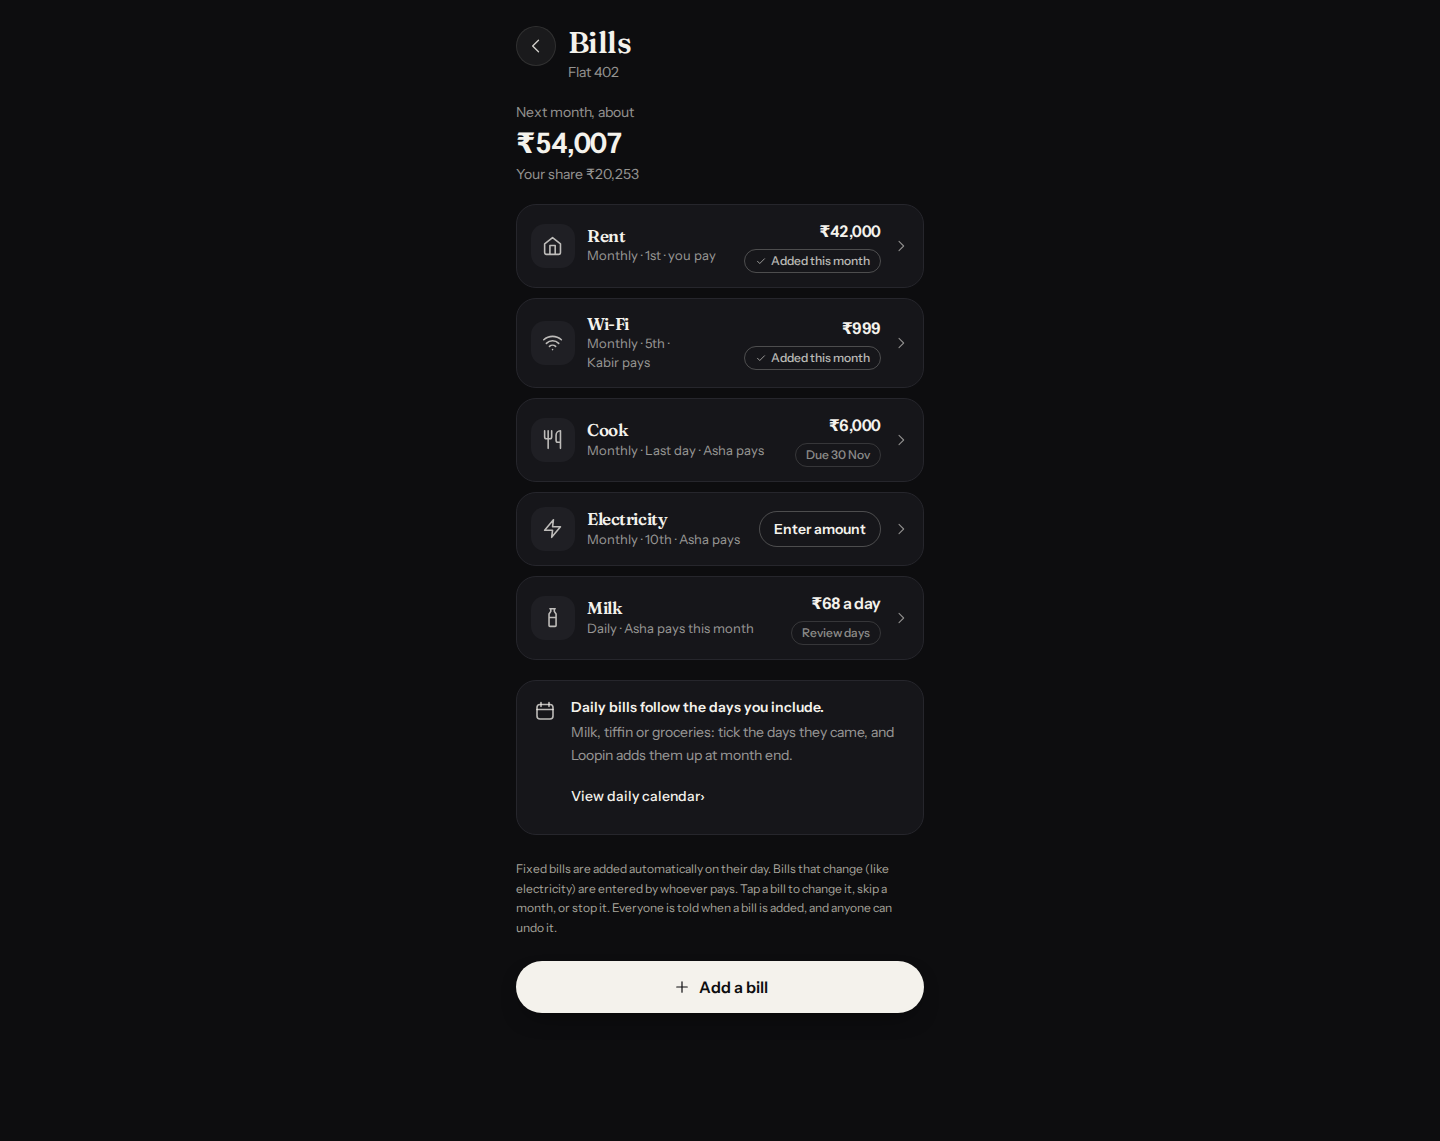 Bills
Flat 402
Next month, about
₹54,007
Your share ₹20,253
Rent
Monthly · 1st · you pay
₹42,000
Added this month
Wi-Fi
Monthly · 5th ·
Kabir pays
₹999
Added this month
Cook
Monthly · Last day · Asha pays
₹6,000
Due 30 Nov
Electricity
Monthly · 10th · Asha pays
Enter amount
Milk
Daily · Asha pays this month
₹68 a day
Review days
Daily bills follow the days you include.
Milk, tiffin or groceries: tick the days they came, and
Loopin adds them up at month end.
View daily calendar›
Fixed bills are added automatically on their day. Bills that change (like
electricity) are entered by whoever pays. Tap a bill to change it, skip a
month, or stop it. Everyone is told when a bill is added, and anyone can
undo it.
Add a bill